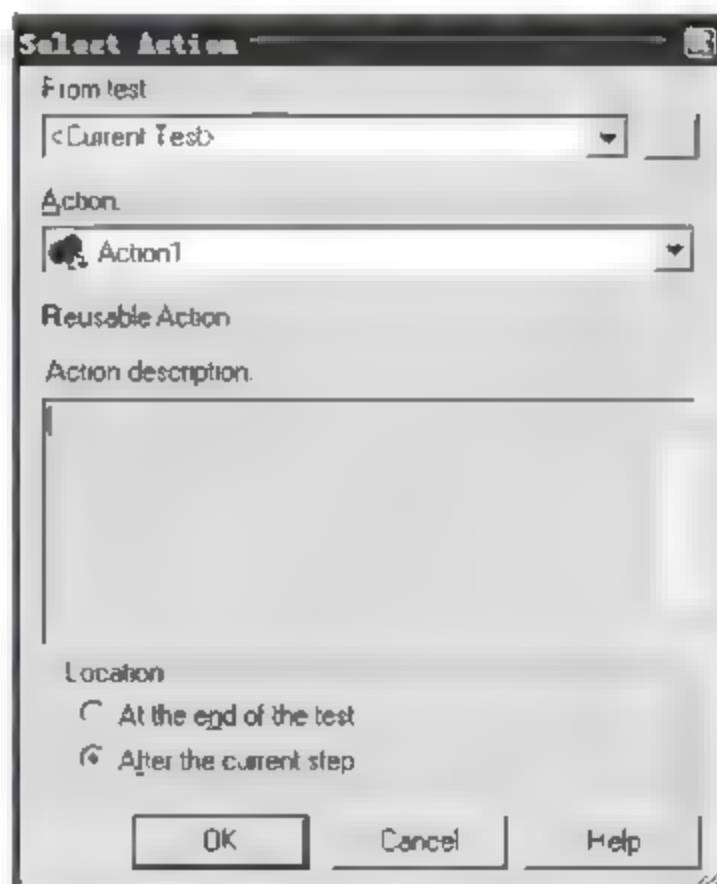 Select Action
From test
<Current Test>
Action.
Action1
Reusable Action
Action description.
Location
At the end of the test
After the current step
OK
Cancel
Help